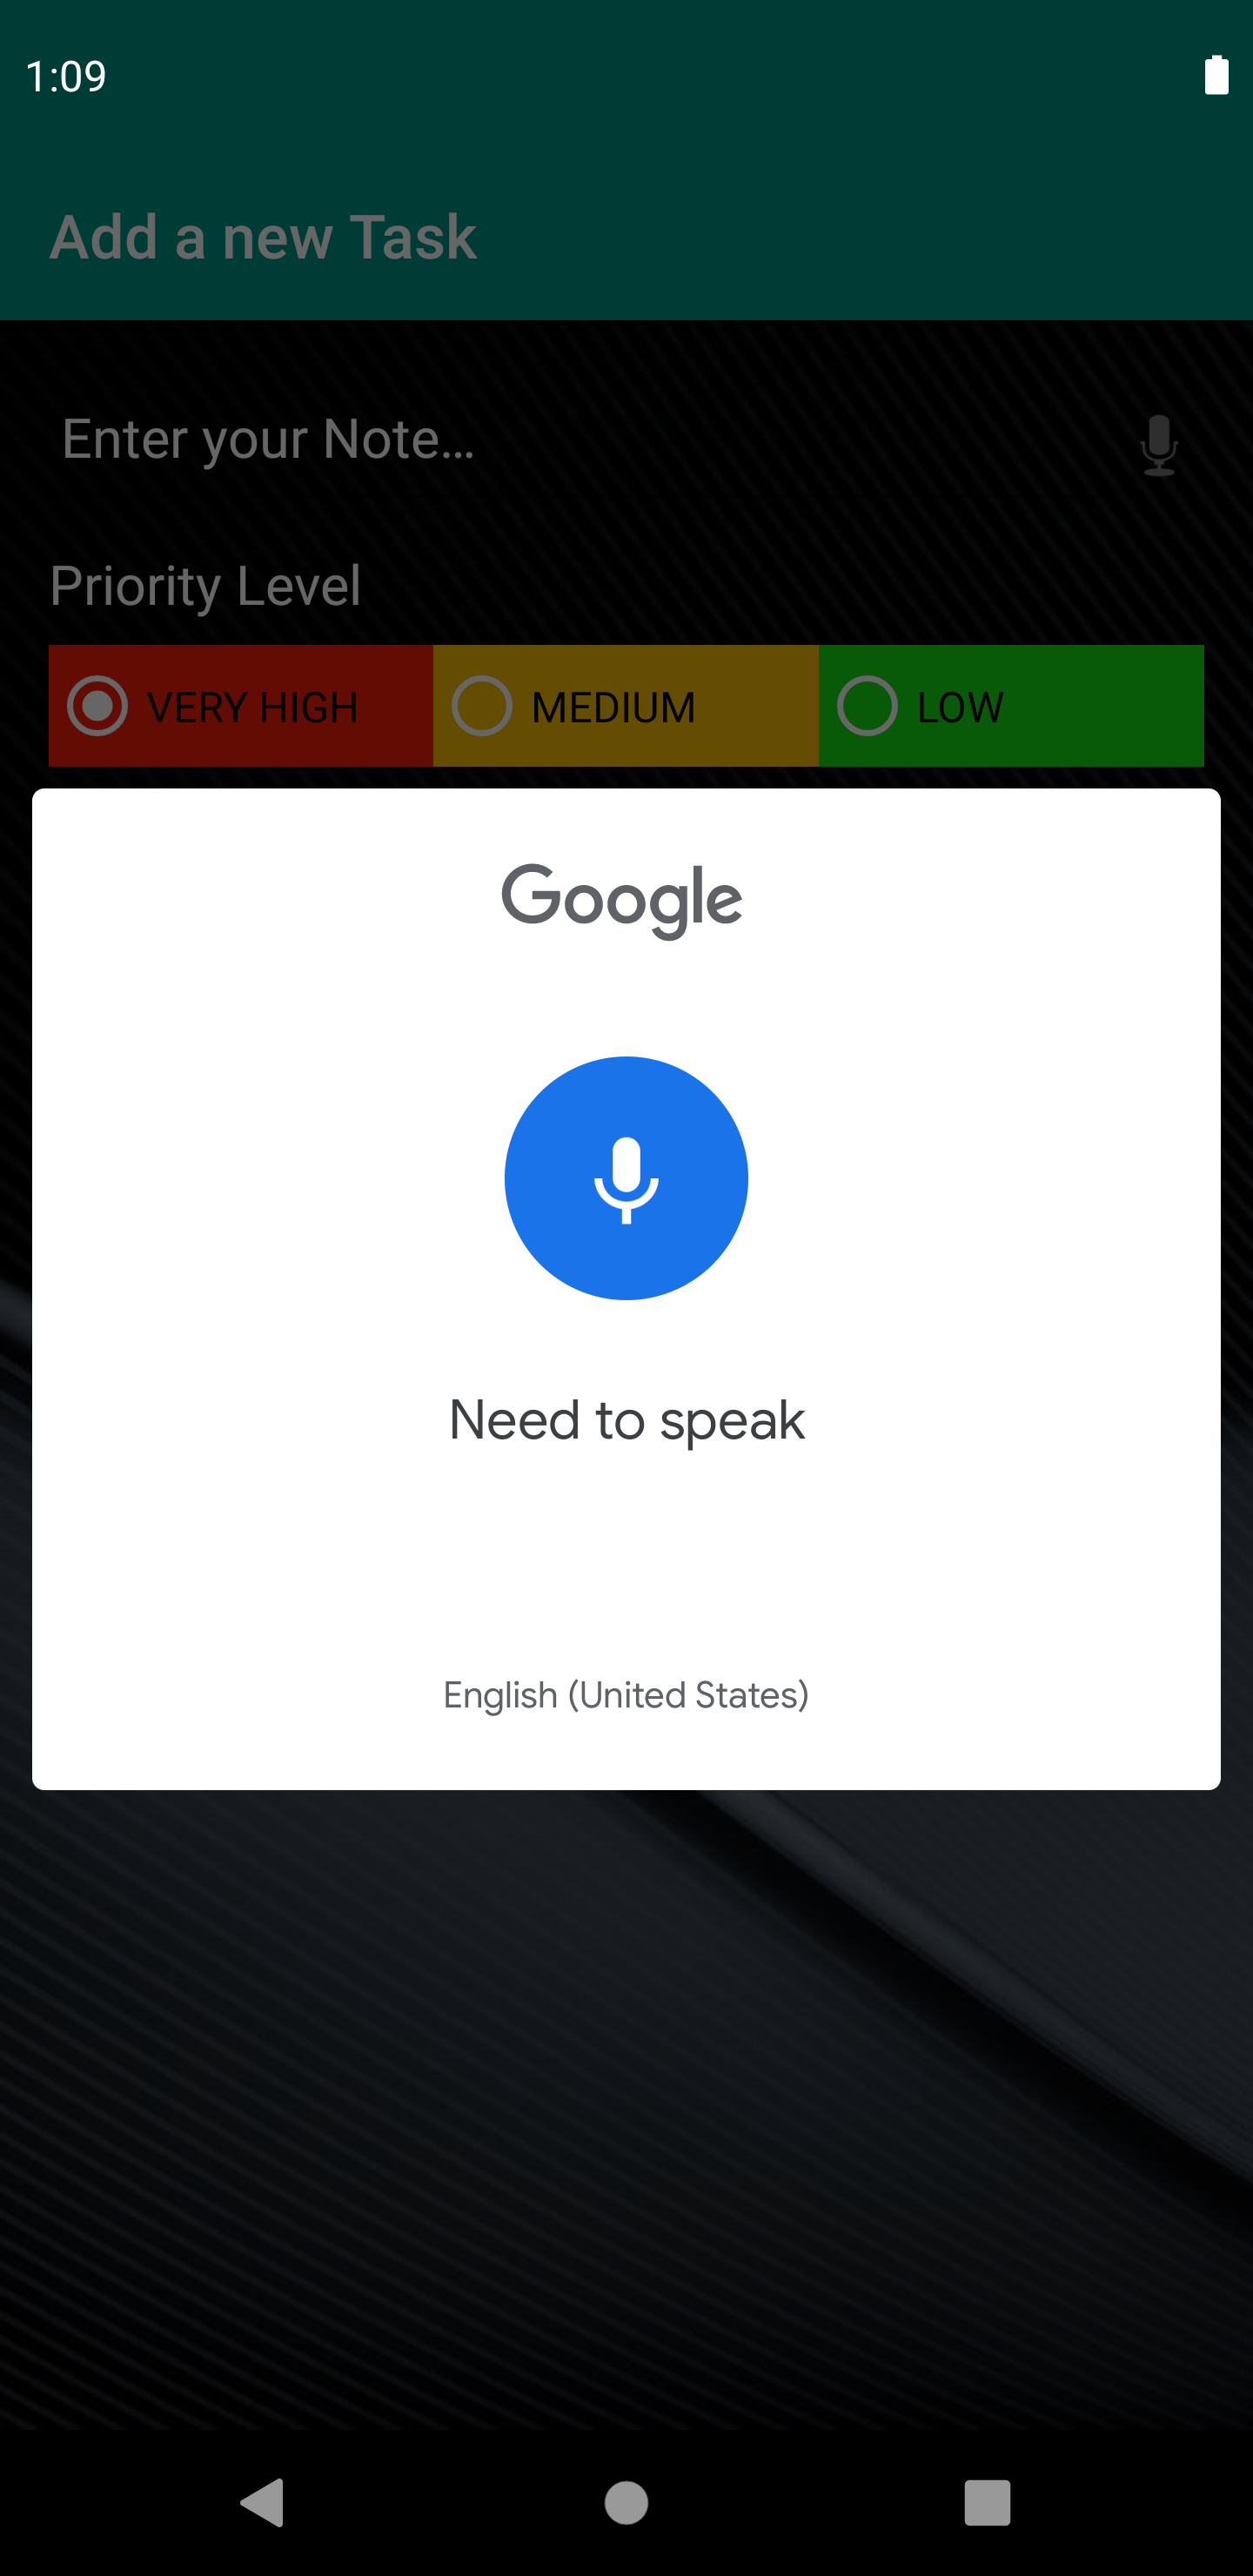 1:09
Add a new Task
Enter your Note...
Priority Level
VERY HIGH MEDIUM LOW
Google
Need to speak
English (United States)